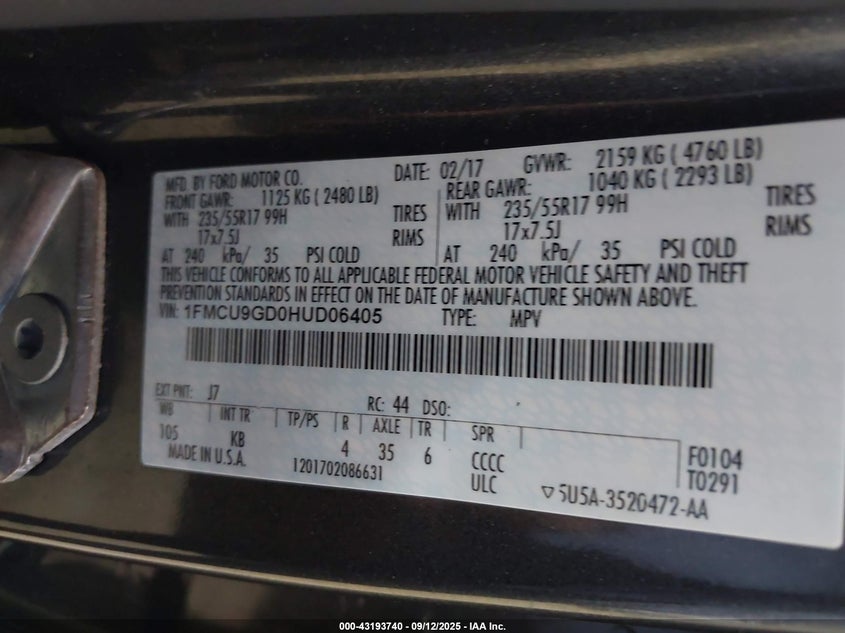 MFD. BY FORD MOTOR CO. DATE: 02/17 GVWR: 2159 KG ( 4760 LB)
FRONT GAWR: 1125 KG ( 2480 LB) REAR GAWR: 1040 KG ( 2293 LB)
WITH 235/55R17 99H TIRES WITH 235/55R17 99H TIRES
17x7.5J RIMS 17x7.5J RIMS
AT 240 kPa/ 35 PSI COLD AT 240 kPa/ 35 PSI COLD
THIS VEHICLE CONFORMS TO ALL APPLICABLE FEDERAL MOTOR VEHICLE SAFETY AND THEFT
PREVENTION STANDARDS IN EFFECT ON THE DATE OF MANUFACTURE SHOWN ABOVE.
VIN: 1FMCU9GD0HUD06405 TYPE: MPV
EXT PNT: J7 RC: 44 DSO:
WB INT TR TP/PS R AXLE TR SPR
105 KB 4 35 6 CCCC F0104
MADE IN U.S.A. 1201702086631 ULC T0291
▽5U5A-3520472-AA
000-43193740 - 09/12/2025 - IAA Inc.